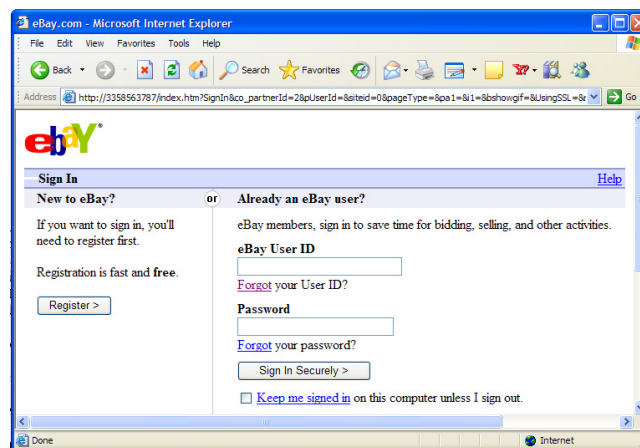 eBay.com - Microsoft Internet Explorer
File Edit View Favorites Tools Help
Back Search Favorites
Address http://3358563787/index.htm?SignIn&co_partnerId=2&pUserId=&siteid=0&pageType=&pa1=&i1=&bshowgif=&UsingSSL=& Go
ebY
Sign In Help
New to eBay? or Already an eBay user?
If you want to sign in, you'll
need to register first.
Registration is fast and free.
Register >
eBay members, sign in to save time for bidding, selling, and other activities.
eBay User ID
Forgot your User ID?
Password
Forgot your password?
Sign In Securely >
Keep me signed in on this computer unless I sign out.
Done Internet